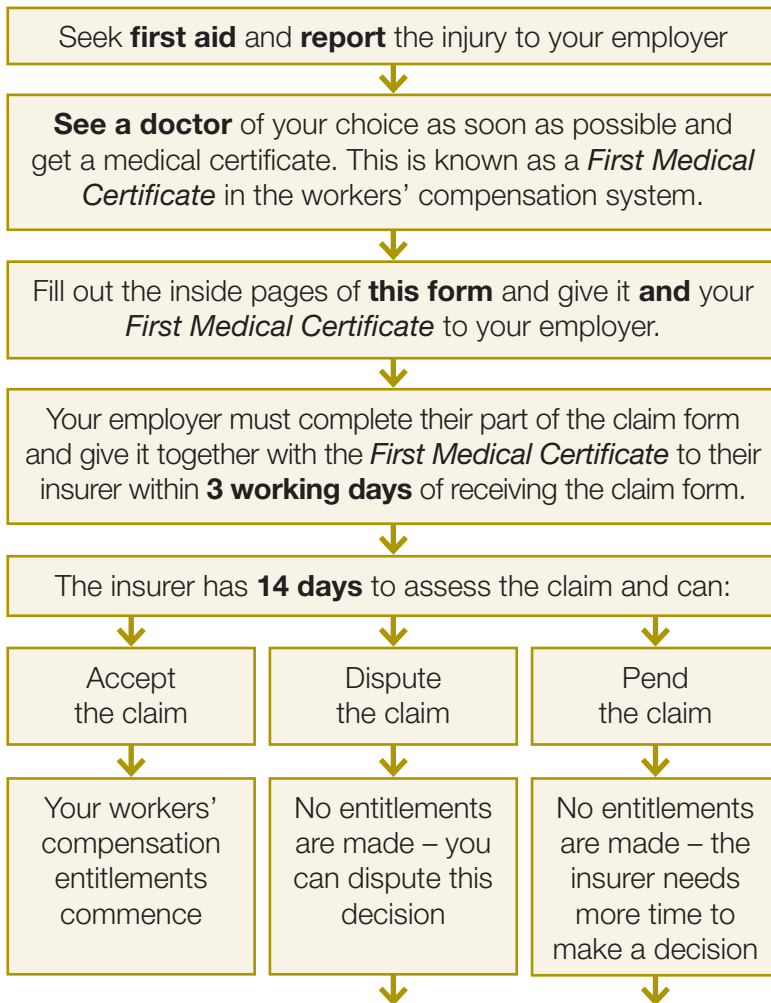 Seek first aid and report the injury to your employer
See a doctor of your choice as soon as possible and
get a medical certificate. This is known as a First Medical
Certificate in the workers’ compensation system.
Fill out the inside pages of this form and give it and your
First Medical Certificate to your employer.
Your employer must complete their part of the claim form
and give it together with the First Medical Certificate to their
insurer within 3 working days of receiving the claim form.
The insurer has 14 days to assess the claim and can:
Accept
the claim
Dispute
the claim
Pend
the claim
Your workers’
compensation
entitlements
commence
No entitlements
are made – you
can dispute this
decision
No entitlements
are made – the
insurer needs
more time to
make a decision